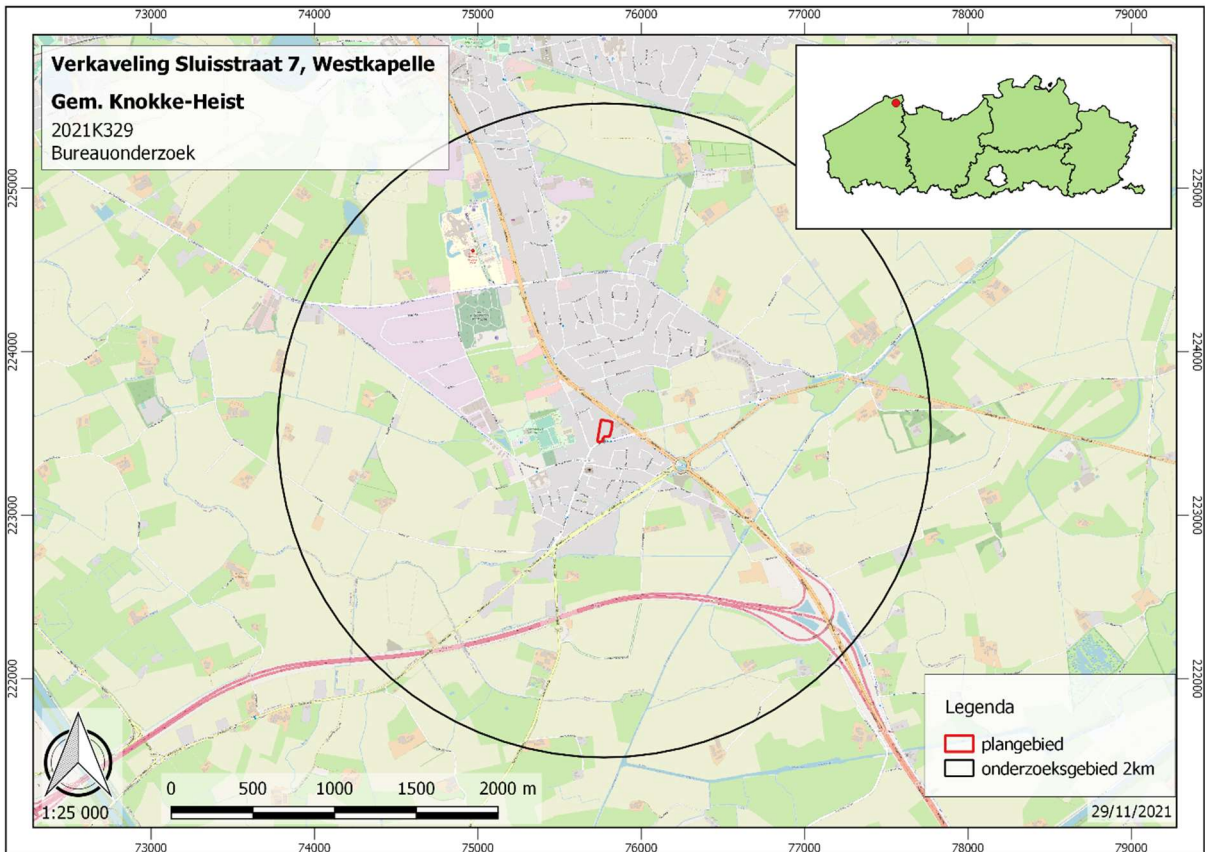 73000 74000 75000 76000 77000 78000 79000
Verkaveling Sluisstraat 7, Westkapelle
Gem. Knokke-Heist
2021K329
Bureauonderzoek
225000
224000
223000
222000
225000
224000
223000
222000
Legenda
plangebied
onderzoeksgebied 2km
29/11/2021
1:25 000
0 500 1000 1500 2000 m
73000 74000 75000 76000 77000 78000 79000